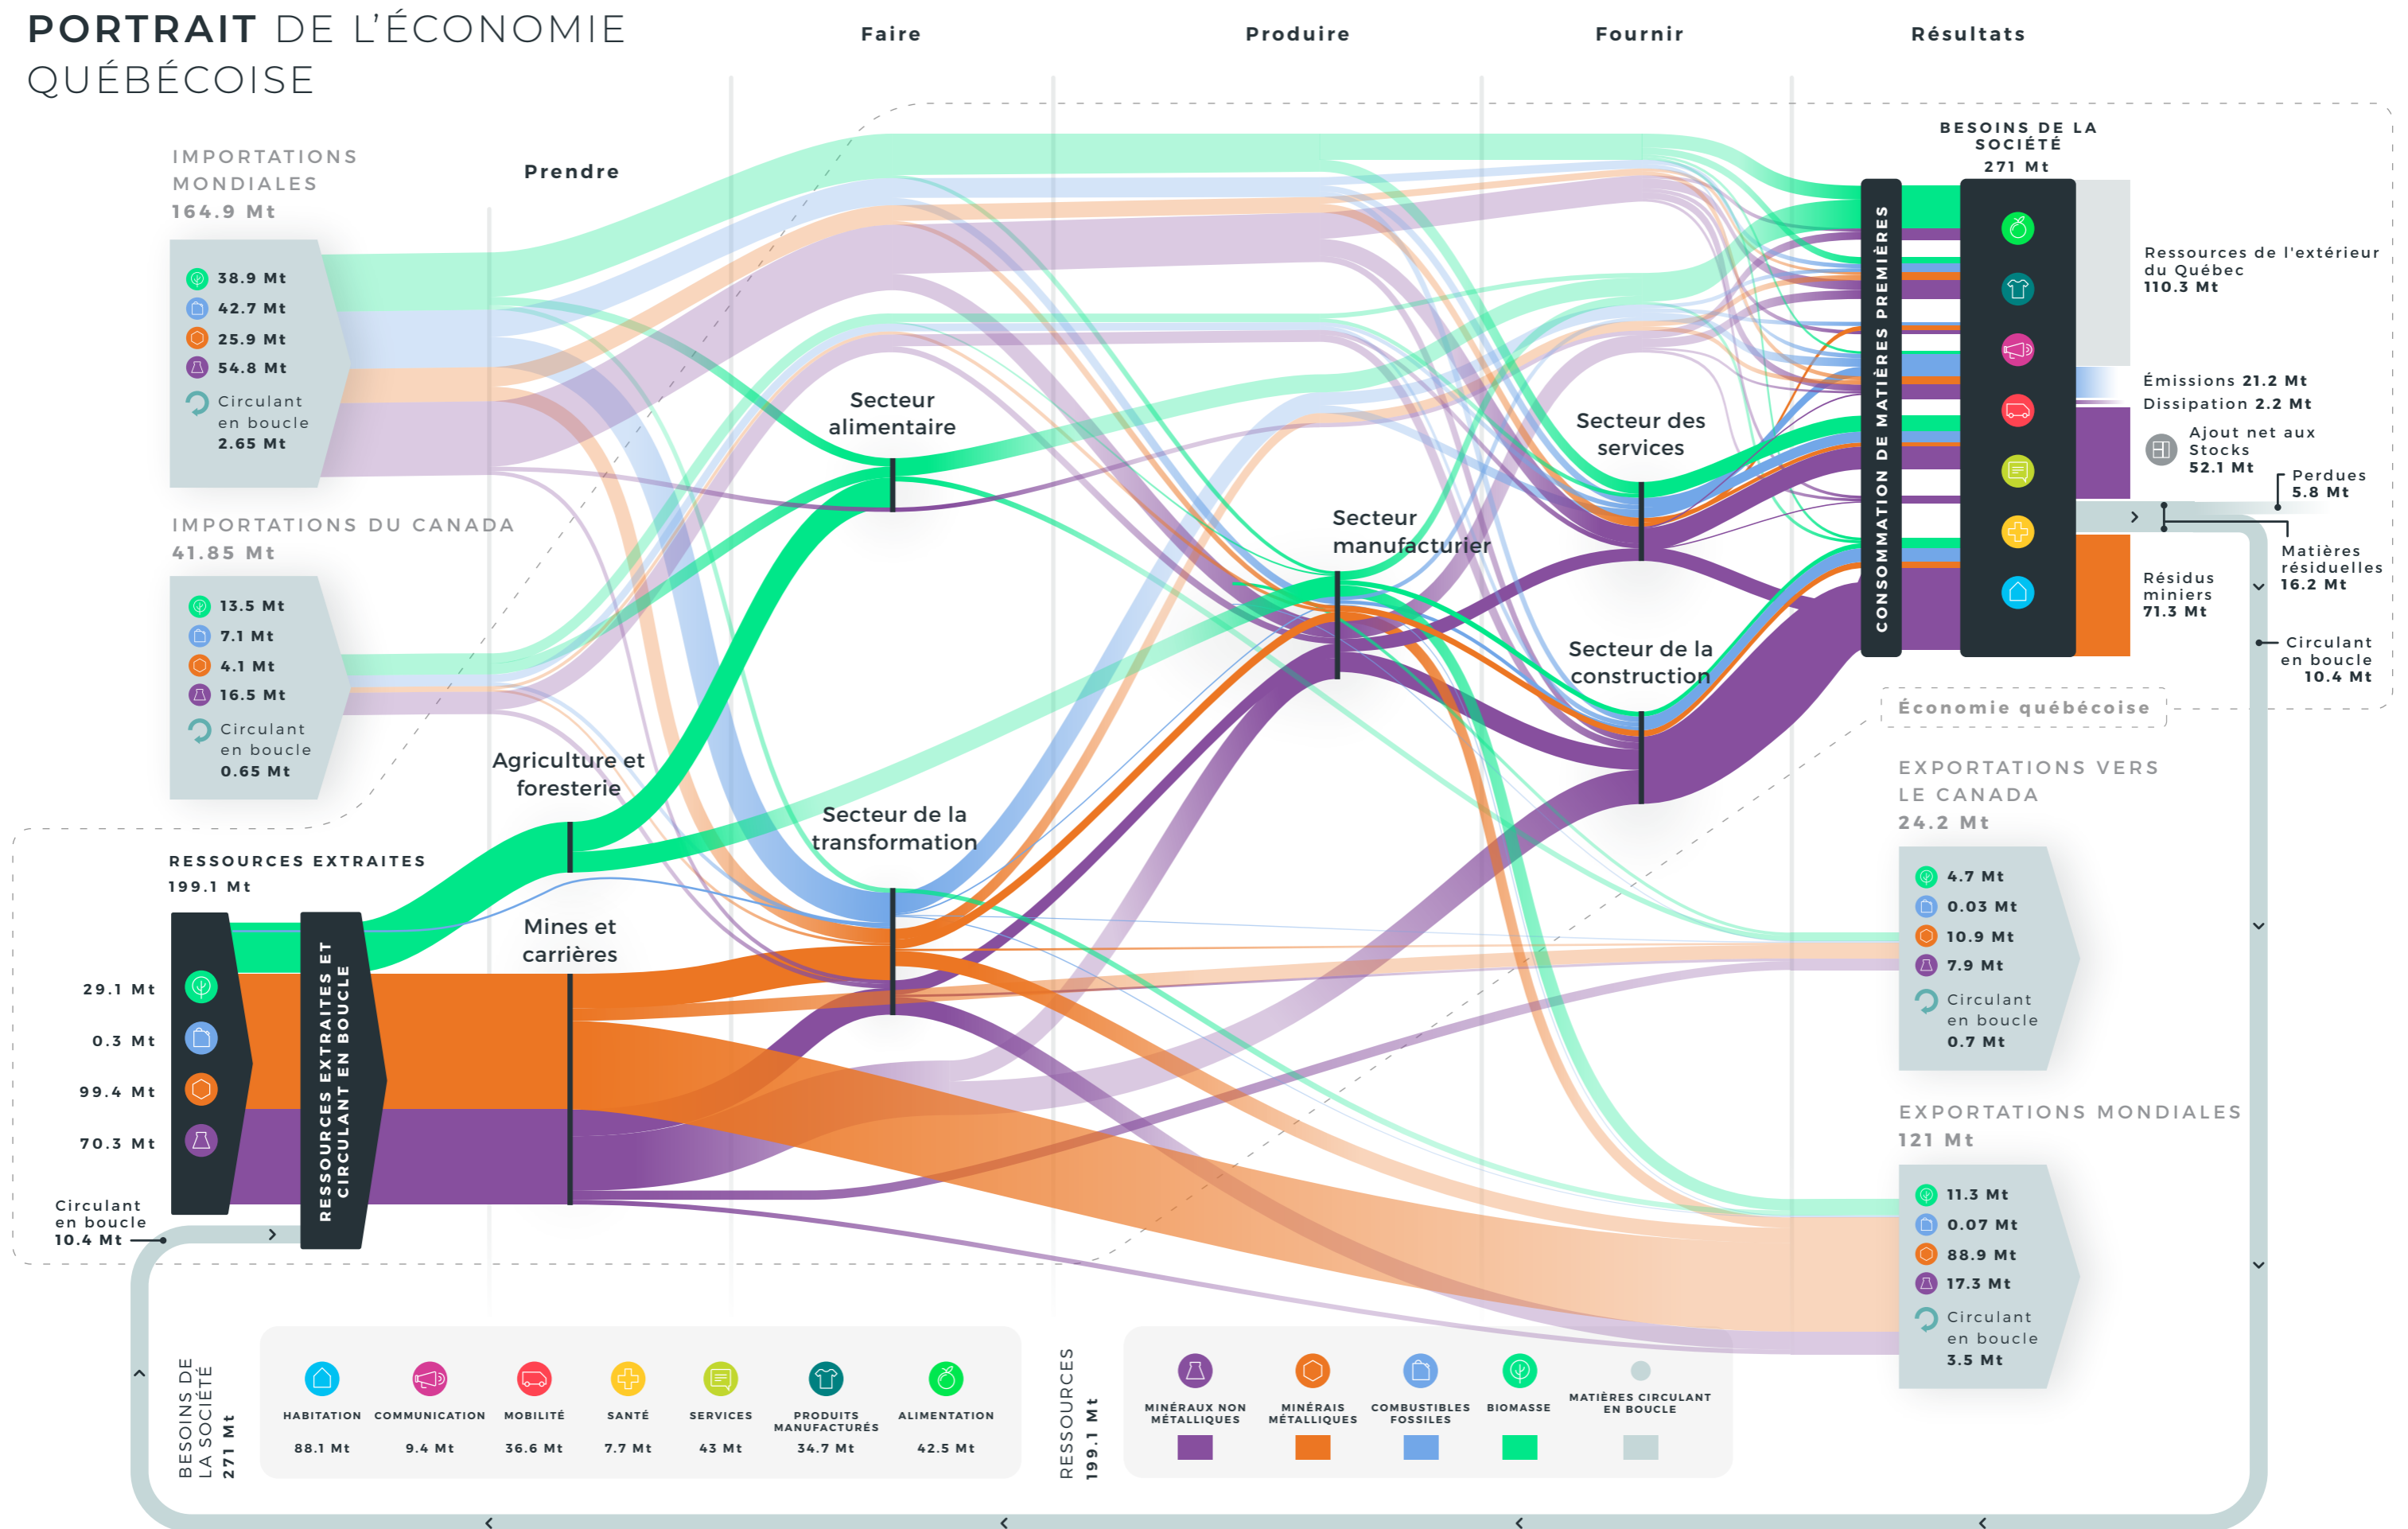 PORTRAIT DE L'ÉCONOMIE
QUÉBÉCOISE
Prendre
Faire
Produire
Fournir
Résultats
IMPORTATIONS
MONDIALES
164.9 Mt
38.9 Mt
42.7 Mt
25.9 Mt
54.8 Mt
Circulant
en boucle
2.65 Mt
IMPORTATIONS DU CANADA
41.85 Mt
13.5 Mt
7.1 Mt
4.1 Mt
16.5 Mt
Circulant
en boucle
0.65 Mt
RESSOURCES EXTRAITES
199.1 Mt
29.1 Mt
0.3 Mt
99.4 Mt
70.3 Mt
Circulant
en boucle
10.4 Mt
RESSOURCES EXTRAITES ET
CIRCULANT EN BOUCLE
Agriculture et
foresterie
Mines et
carrières
Secteur
alimentaire
Secteur de la
transformation
Secteur
manufacturier
Secteur des
services
Secteur de la
construction
CONSOMMATION DE MATIÈRES PREMIÈRES
BESOINS DE LA
SOCIÉTÉ
271 Mt
Ressources de l'extérieur
du Québec
110.3 Mt
Émissions 21.2 Mt
Dissipation 2.2 Mt
Ajout net aux
Stocks
52.1 Mt
Perdues
5.8 Mt
Matières
résiduelles
16.2 Mt
Résidus
miniers
71.3 Mt
Circulant
en boucle
10.4 Mt
Économie québécoise
EXPORTATIONS VERS
LE CANADA
24.2 Mt
4.7 Mt
0.03 Mt
10.9 Mt
7.9 Mt
Circulant
en boucle
0.7 Mt
EXPORTATIONS MONDIALES
121 Mt
11.3 Mt
0.07 Mt
88.9 Mt
17.3 Mt
Circulant
en boucle
3.5 Mt
BESOINS DE
LA SOCIÉTÉ
271 Mt
HABITATION
88.1 Mt
COMMUNICATION
9.4 Mt
MOBILITÉ
36.6 Mt
SANTÉ
7.7 Mt
SERVICES
43 Mt
PRODUITS
MANUFACTURÉS
34.7 Mt
ALIMENTATION
42.5 Mt
RESSOURCES
199.1 Mt
MINÉRAUX NON
MÉTALLIQUES
MINÉRAIS
MÉTALLIQUES
COMBUSTIBLES
FOSSILES
BIOMASSE
MATIÈRES CIRCULANT
EN BOUCLE